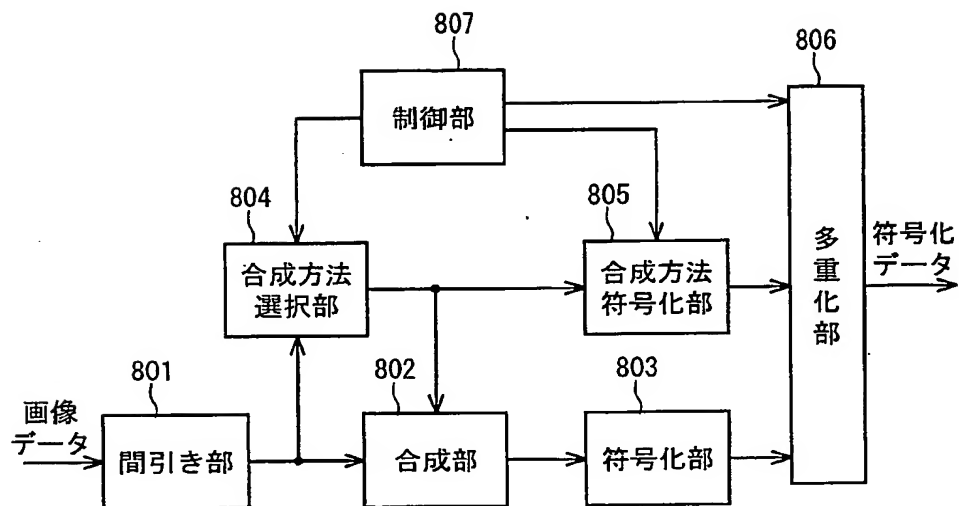 807
制御部
806
多重化部
804
合成方法
選択部
805
合成方法
符号化部
符号化
データ
画像
データ
801
間引き部
802
合成部
803
符号化部